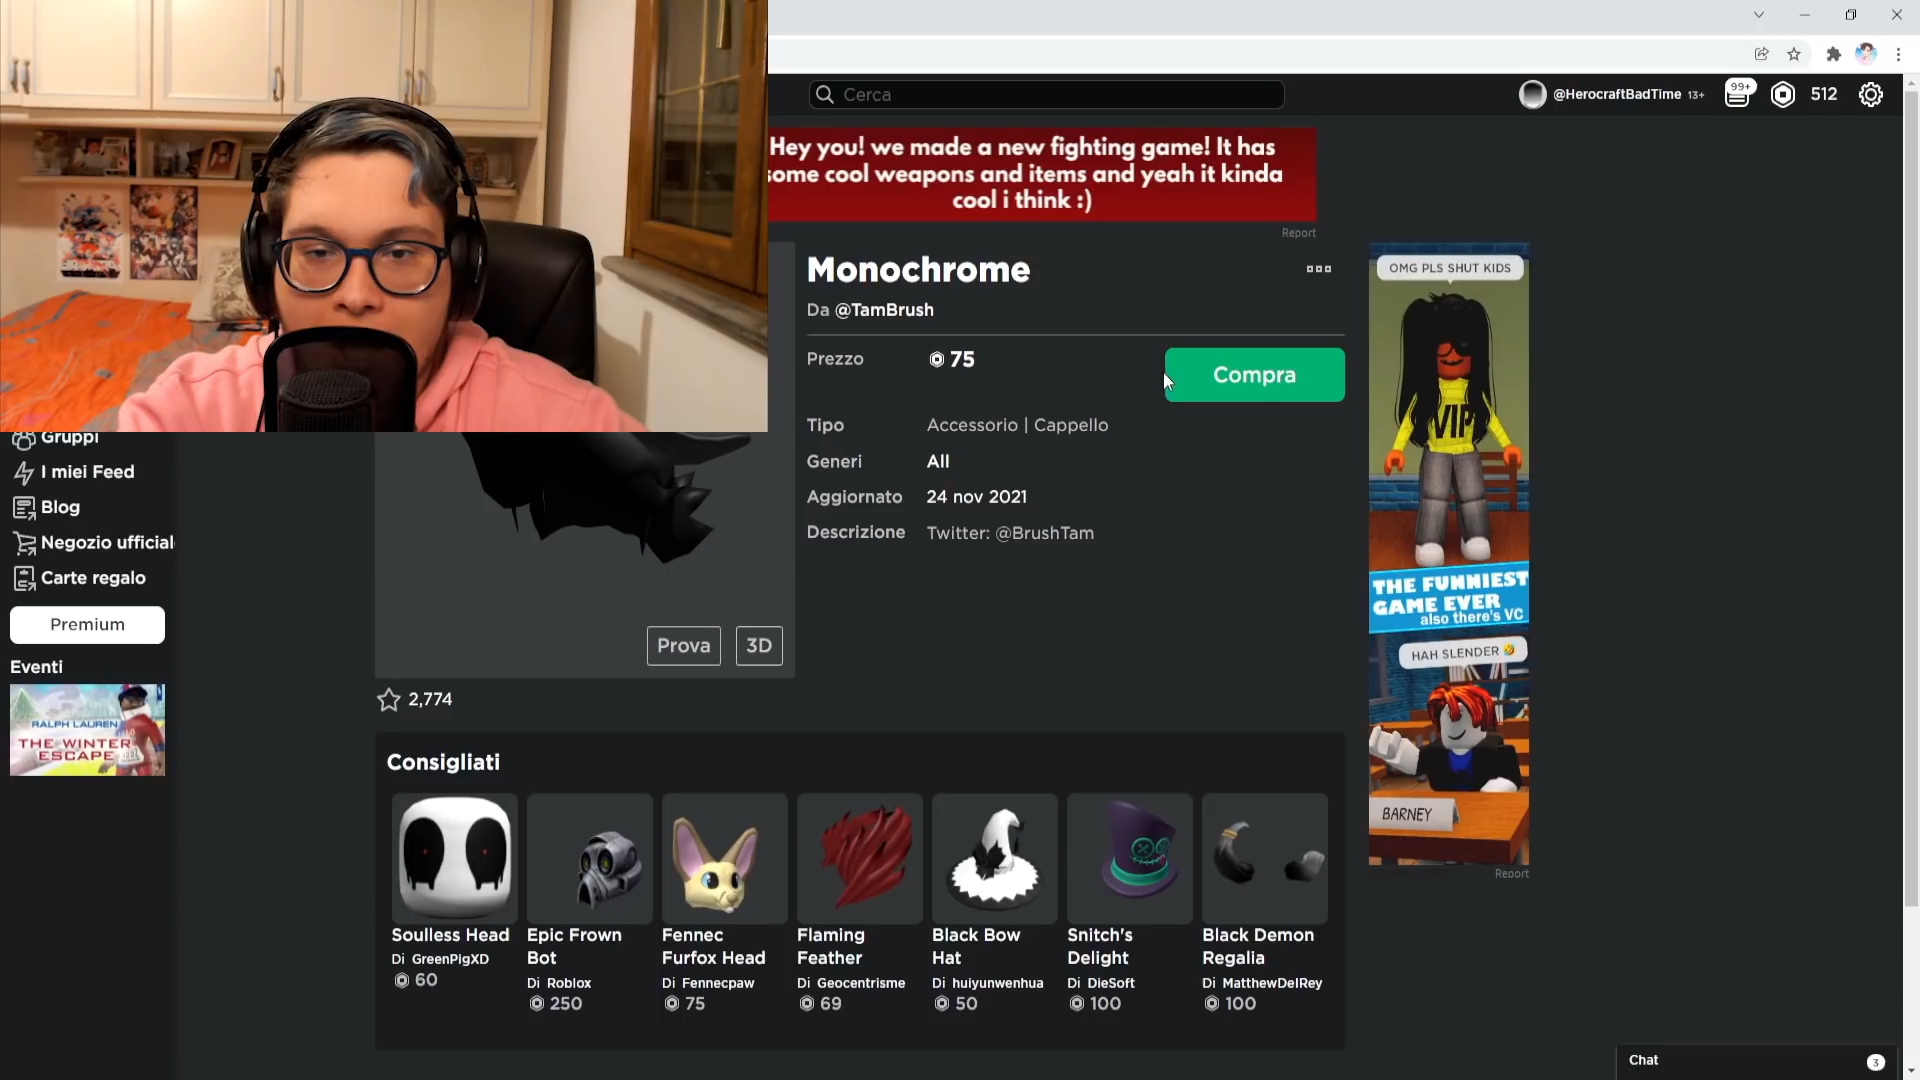 Cerca
@HerocraftBadTime 13+
99+
512
Hey you! we made a new fighting game! It has
some cool weapons and items and yeah it kinda
cool i think :)
Report
Monochrome
Da @TamBrush
Prezzo 75
Compra
Tipo Accessorio | Cappello
Generi All
Aggiornato 24 nov 2021
Descrizione Twitter: @BrushTam
Gruppi
I miei Feed
Blog
Negozio ufficial
Carte regalo
Premium
Eventi
RALPH LAUREN
THE WINTER
ESCAPE
Prova
3D
2,774
OMG PLS SHUT KIDS
VIP
THE FUNNIEST
GAME EVER
also there's VC
HAH SLENDER 🤣
BARNEY
Report
Consigliati
Soulless Head
Di GreenPigXD
60
Epic Frown
Bot
Di Roblox
250
Fennec
Furfox Head
Di Fennecpaw
75
Flaming
Feather
Di Geocentrisme
69
Black Bow
Hat
Di huiyunwenhua
50
Snitch's
Delight
Di DieSoft
100
Black Demon
Regalia
Di MatthewDelRey
100
Chat
3